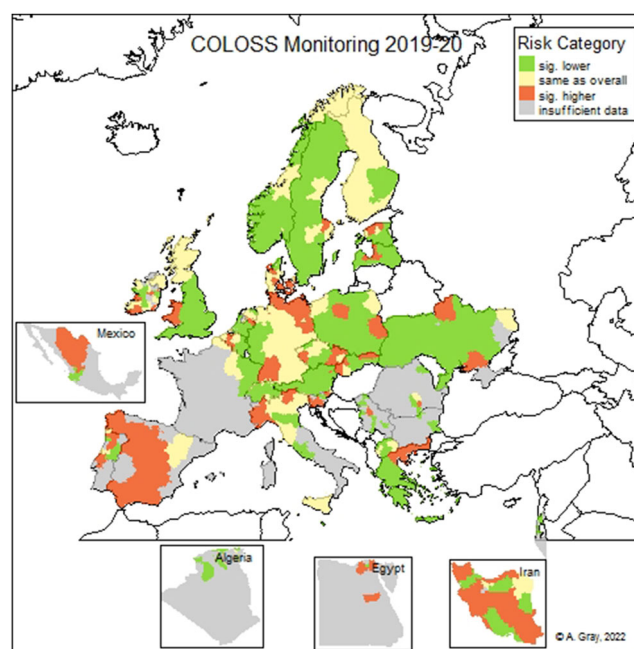 COLOSS Monitoring 2019-20
Risk Category
sig. lower
same as overall
sig. higher
insufficient data
Mexico
Algeria
Egypt
Iran
© A. Gray, 2022